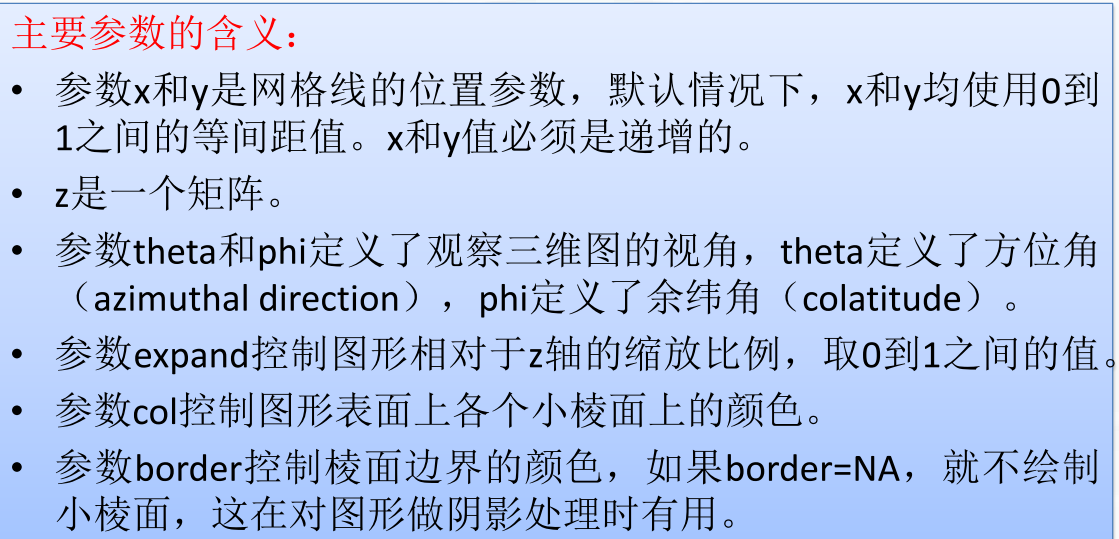 主要参数的含义：
• 参数x和y是网格线的位置参数，默认情况下，x和y均使用0到
1之间的等间距值。x和y值必须是递增的。
• z是一个矩阵。
• 参数theta和phi定义了观察三维图的视角，theta定义了方位角
（azimuthal direction），phi定义了余纬角（colatitude）。
• 参数expand控制图形相对于z轴的缩放比例，取0到1之间的值。
• 参数col控制图形表面上各个小棱面上的颜色。
• 参数border控制棱面边界的颜色，如果border=NA，就不绘制
小棱面，这在对图形做阴影处理时有用。